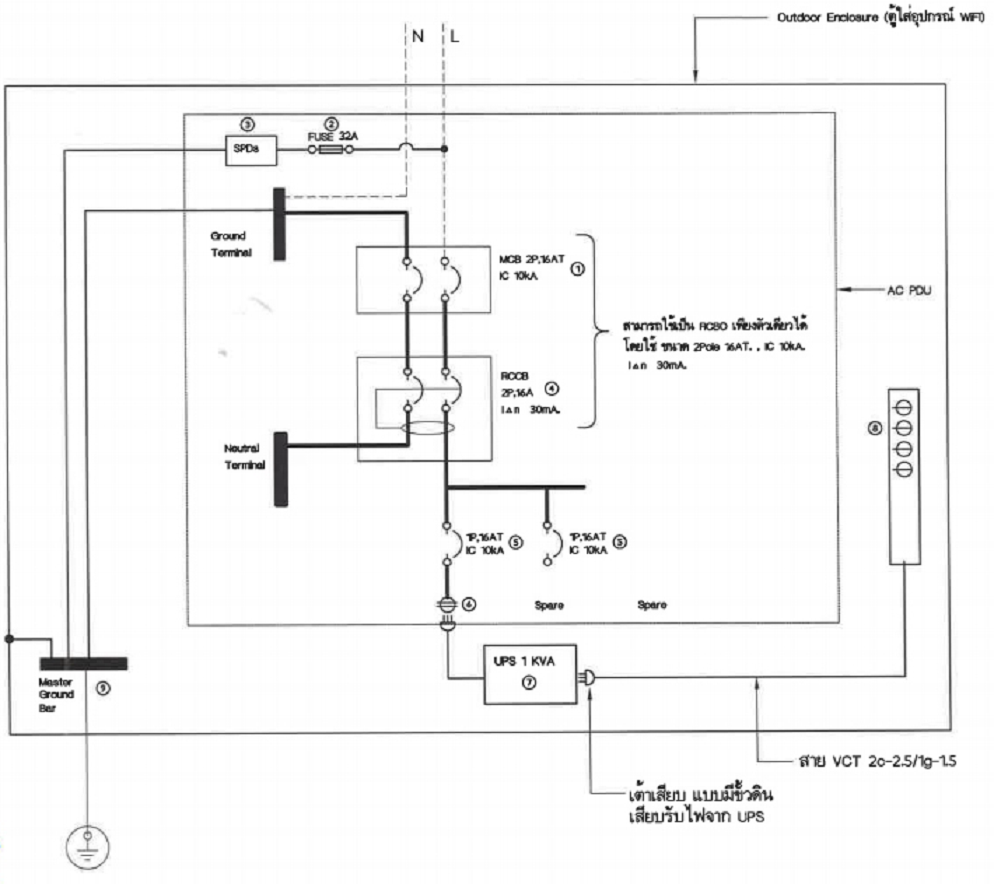 Outdoor Enclosure (ตู้ใส่อุปกรณ์ WIFI)
N L
③ ②
FUSE 32A
SPDs
Ground
Terminal
MCB 2P,16AT
IC 10kA. ①
AC PDU
สามารถใช้เป็น RCBO เพียงตัวเดียวได้
โดยใช้ ขนาด 2Pole 16AT. . IC 10kA.
I∆n 30mA.
RCCB
2P,16A ④
I∆n 30mA.
⑧
Neutral
Terminal
1P,16AT
IC 10kA ⑤
1P,16AT
IC 10kA ⑤
⑥
Spare
Spare
UPS 1 KVA
⑦
Master
Ground
Bar
⑨
สาย VCT 2c-2.5/1g-1.5
เต้าเสียบ แบบมีขั้วดิน
เสียบรับไฟจาก UPS